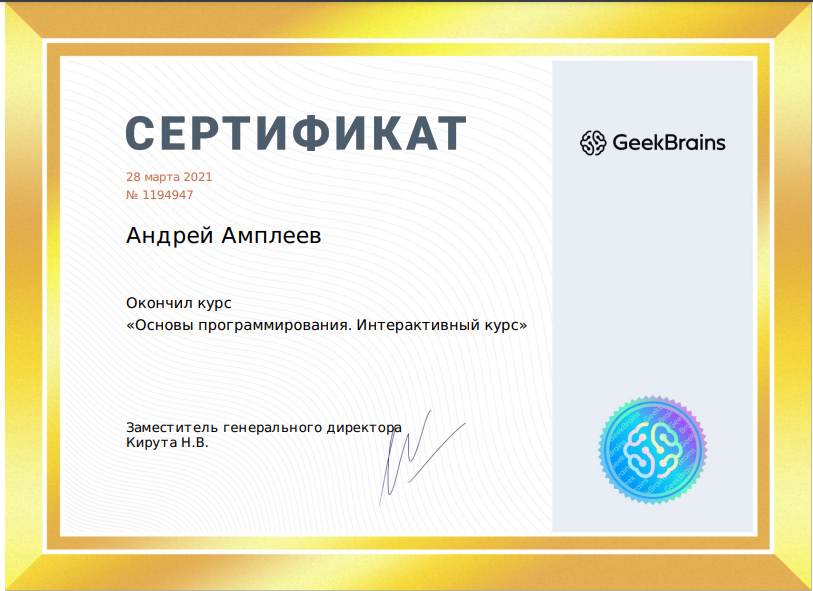 СЕРТИФИКАТ
28 марта 2021
№ 1194947
Андрей Амплеев
Окончил курс
«Основы программирования. Интерактивный курс»
Заместитель генерального директора
Кирута Н.В.
GeekBrains